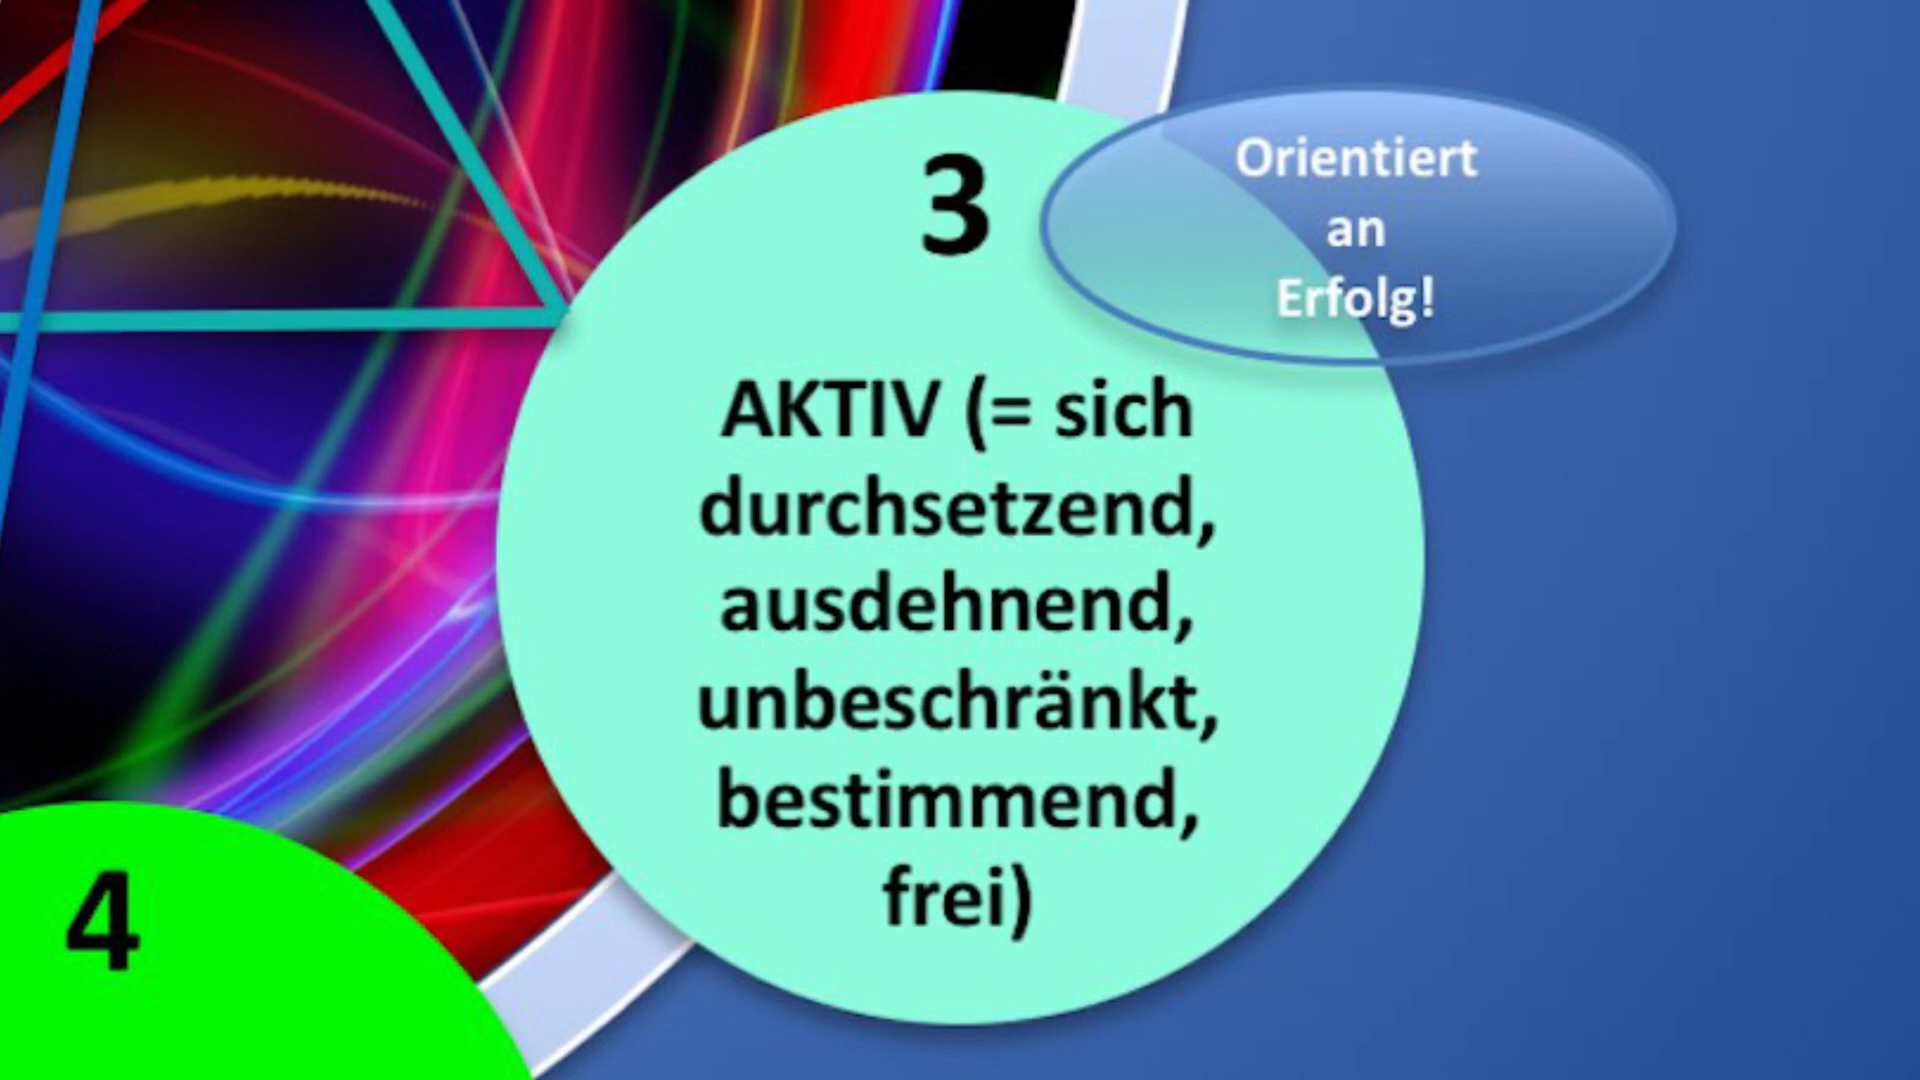 3
Orientiert
an
Erfolg!
AKTIV (= sich
durchsetzend,
ausdehnend,
unbeschränkt,
bestimmend,
frei)
4